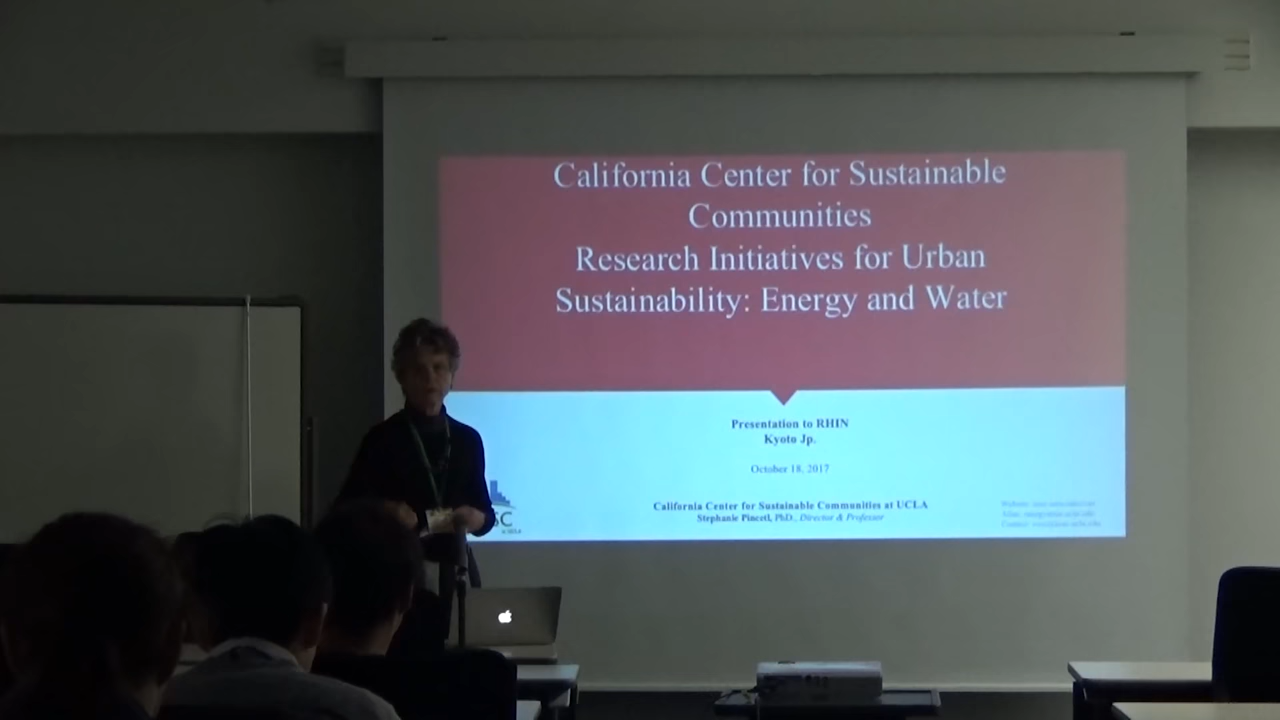 California Center for Sustainable
Communities
Research Initiatives for Urban
Sustainability: Energy and Water
Presentation to RHIN
Kyoto Jp.
October 18, 2017
California Center for Sustainable Communities at UCLA
Stephanie Pincetl, PhD., Director & Professor